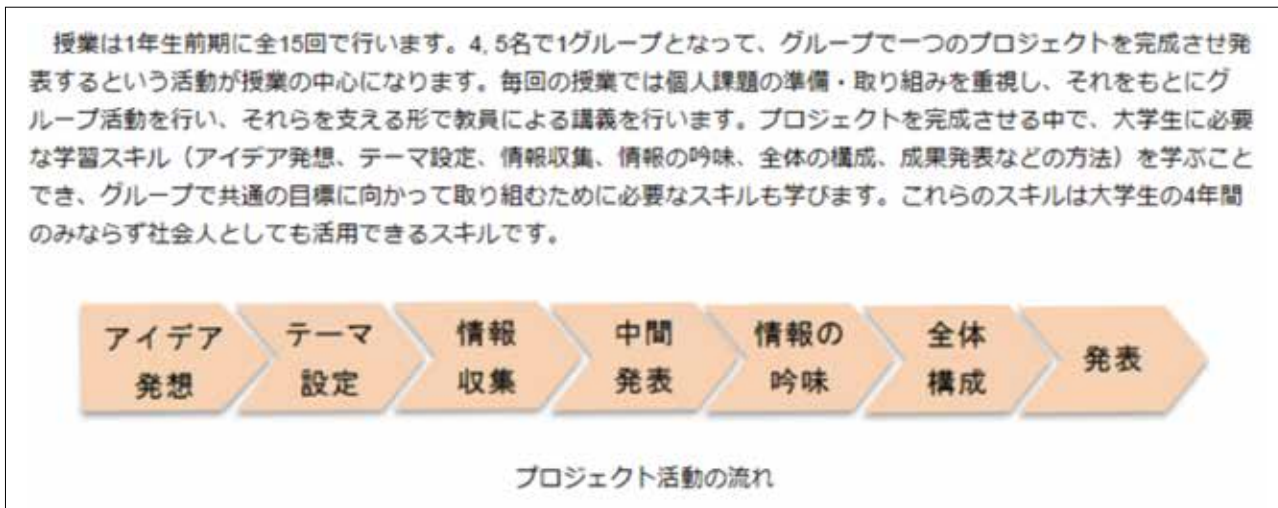 授業は1年生前期に全15回で行います。4, 5名で1グループとなって、グループで一つのプロジェクトを完成させ発
表するという活動が授業の中心になります。毎回の授業では個人課題の準備・取り組みを重視し、それをもとにグ
ループ活動を行い、それらを支える形で教員による講義を行います。プロジェクトを完成させる中で、大学生に必要
な学習スキル（アイデア発想、テーマ設定、情報収集、情報の吟味、全体の構成、成果発表などの方法）を学ぶこと
でき、グループで共通の目標に向かって取り組むために必要なスキルも学びます。これらのスキルは大学生の4年間
のみならず社会人としても活用できるスキルです。
アイデア
発想
テーマ
設定
情報
収集
中間
発表
情報の
吟味
全体
構成
発表
プロジェクト活動の流れ